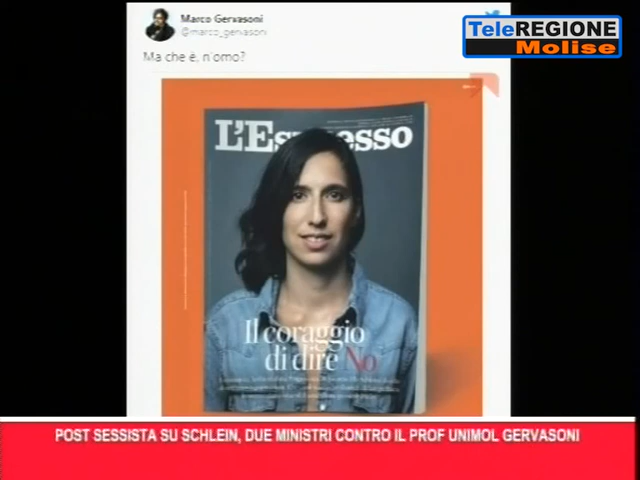 Marco Gervasoni
@marco_gervasoni
Ma che è, n'omo?
TeleREGIONE
Molise
L'Espresso
Il coraggio
di dire No
POST SESSISTA SU SCHLEIN, DUE MINISTRI CONTRO IL PROF UNIMOL GERVASONI